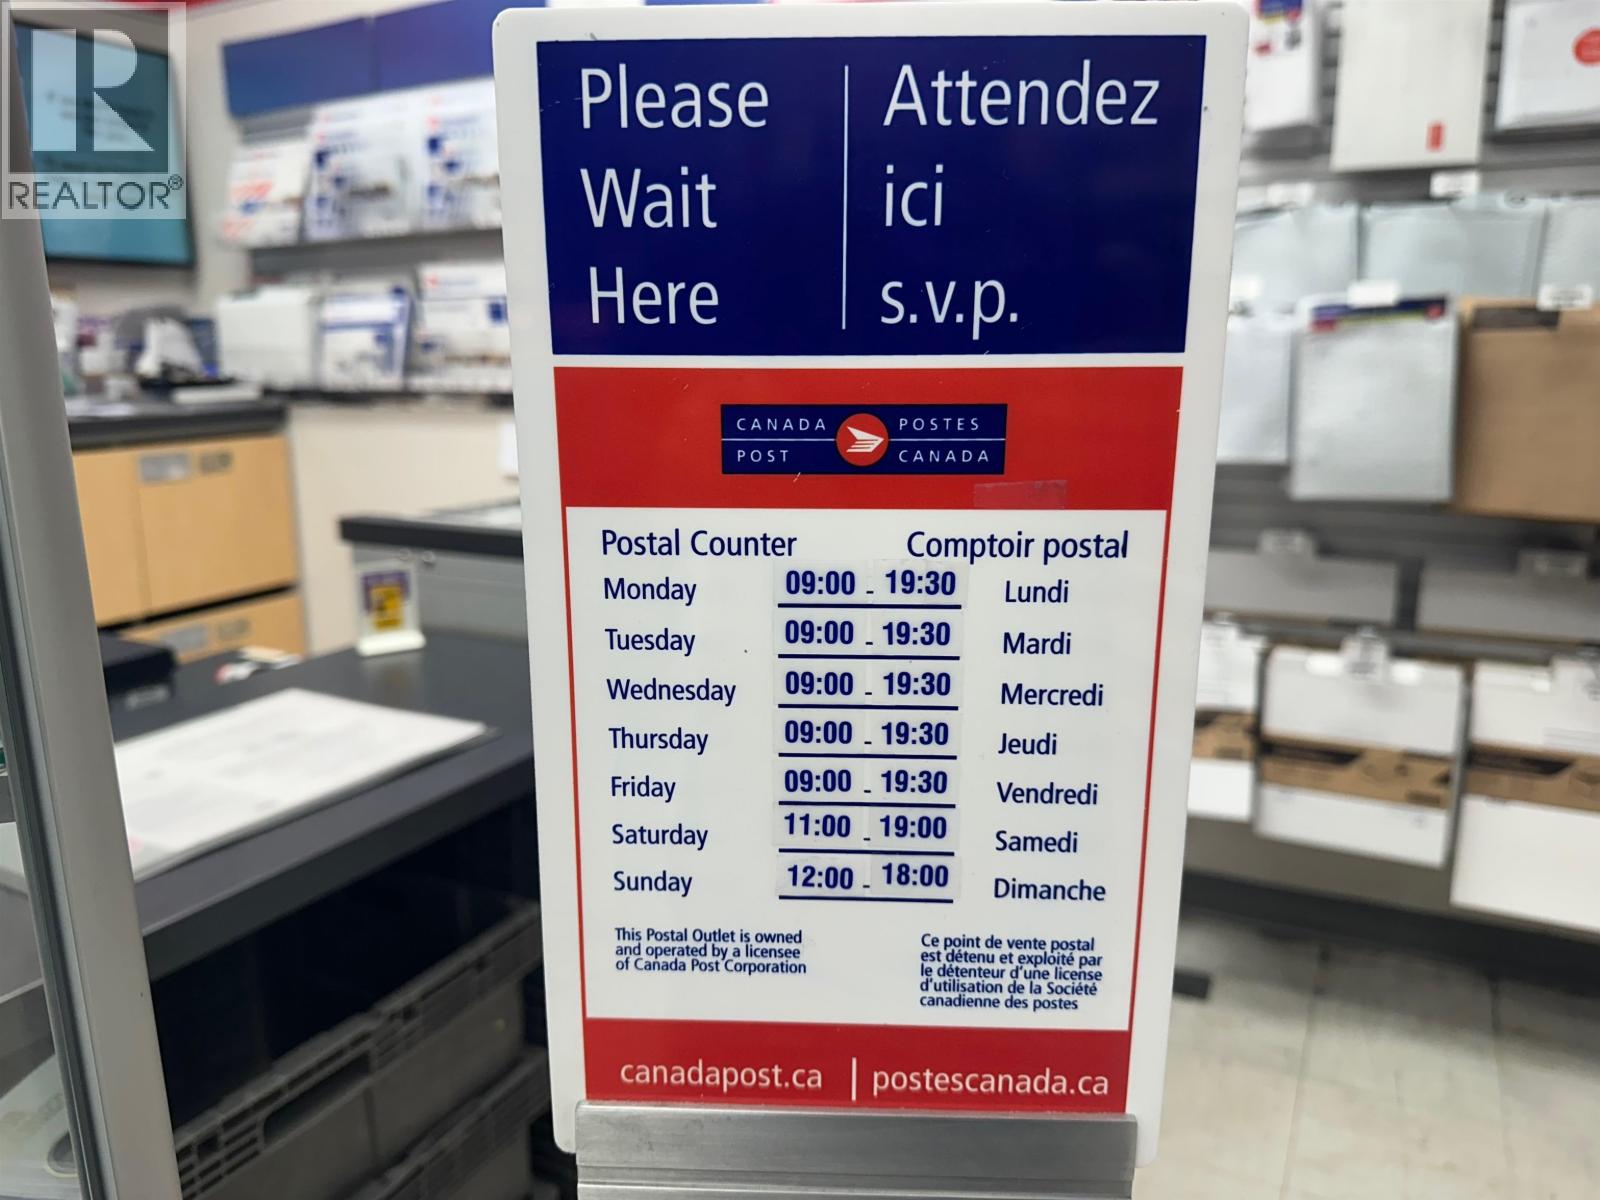 REALTOR®
Please
Wait
Here
Attendez
ici
s.v.p.
CANADA
POST
POSTES
CANADA
Postal Counter Comptoir postal
Monday 09:00 - 19:30 Lundi
Tuesday 09:00 - 19:30 Mardi
Wednesday 09:00 - 19:30 Mercredi
Thursday 09:00 - 19:30 Jeudi
Friday 09:00 - 19:30 Vendredi
Saturday 11:00 - 19:00 Samedi
Sunday 12:00 - 18:00 Dimanche
This Postal Outlet is owned
and operated by a licensee
of Canada Post Corporation
Ce point de vente postal
est détenu et exploité par
le détenteur d'une license
d'utilisation de la Société
canadienne des postes
canadapost.ca | postescanada.ca